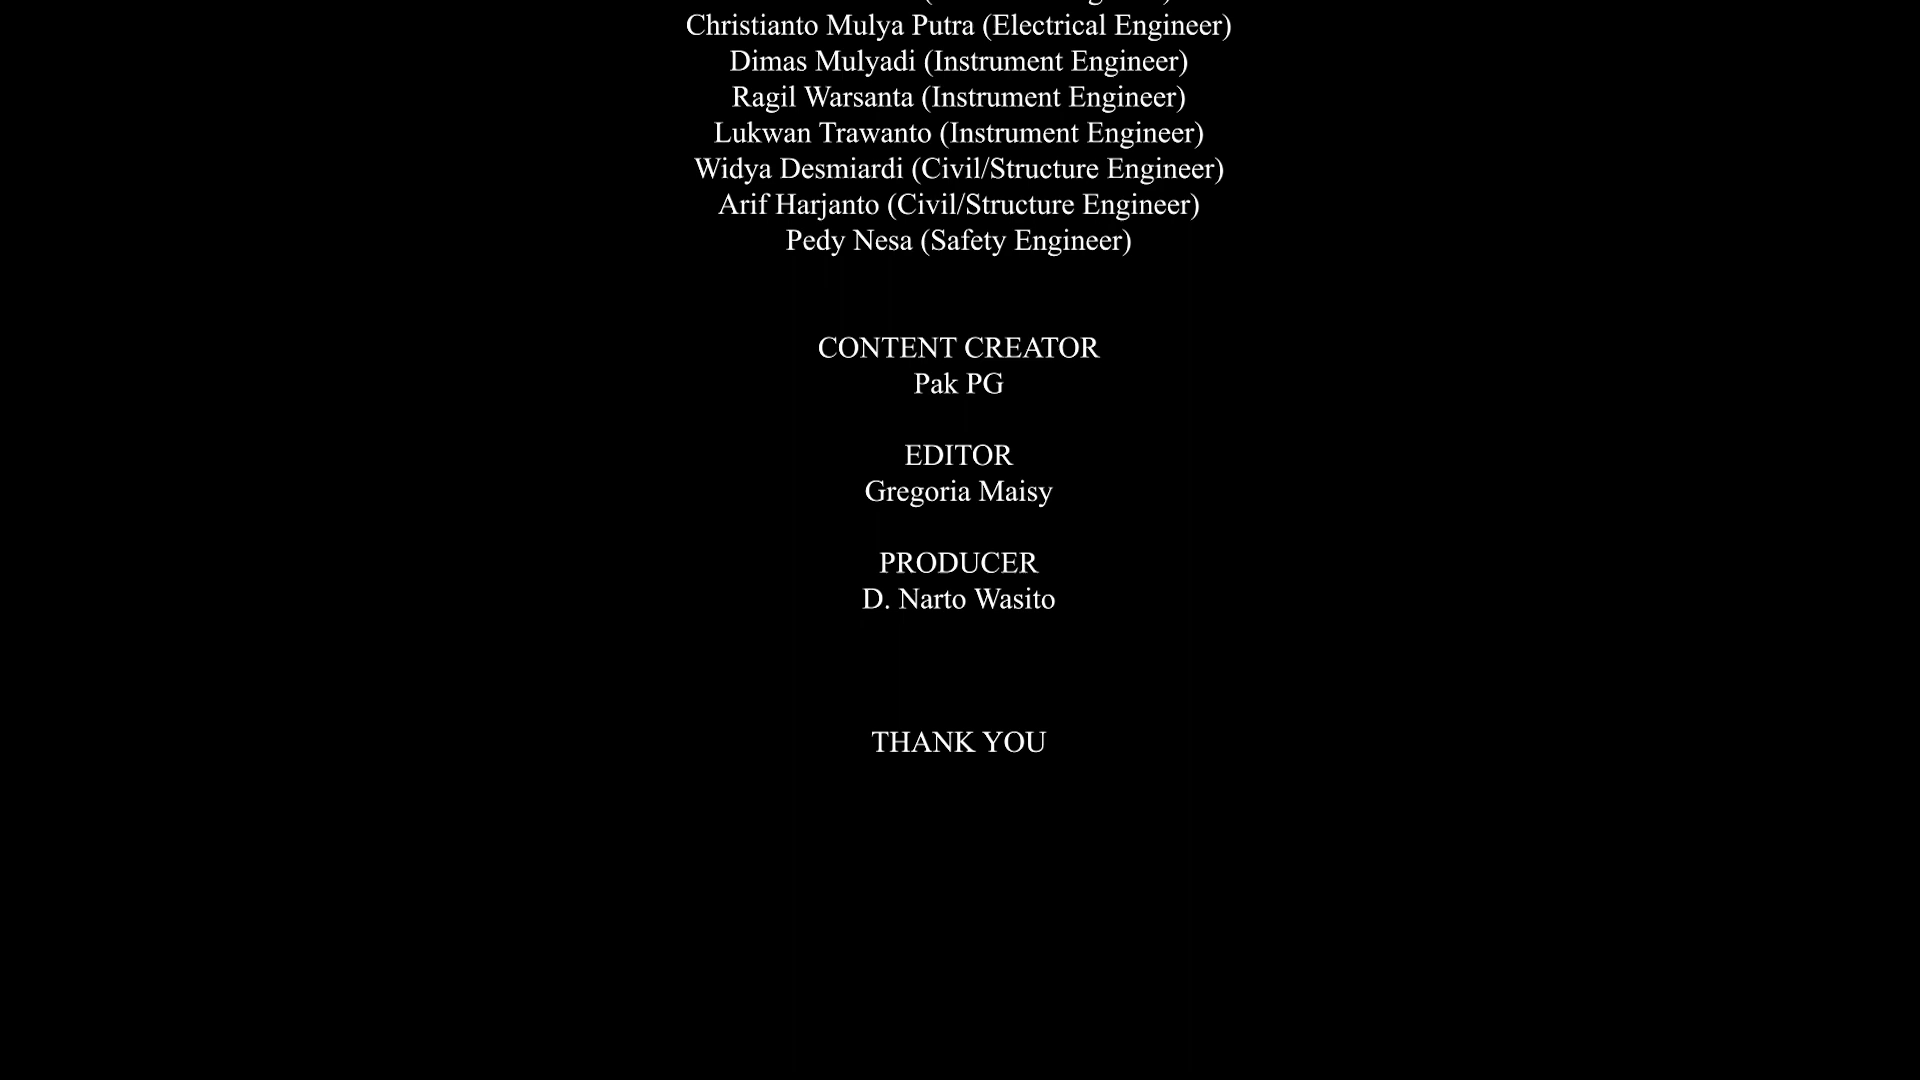 Christianto Mulya Putra (Electrical Engineer)
Dimas Mulyadi (Instrument Engineer)
Ragil Warsanta (Instrument Engineer)
Lukwan Trawanto (Instrument Engineer)
Widya Desmiardi (Civil/Structure Engineer)
Arif Harjanto (Civil/Structure Engineer)
Pedy Nesa (Safety Engineer)
CONTENT CREATOR
Pak PG
EDITOR
Gregoria Maisy
PRODUCER
D. Narto Wasito
THANK YOU